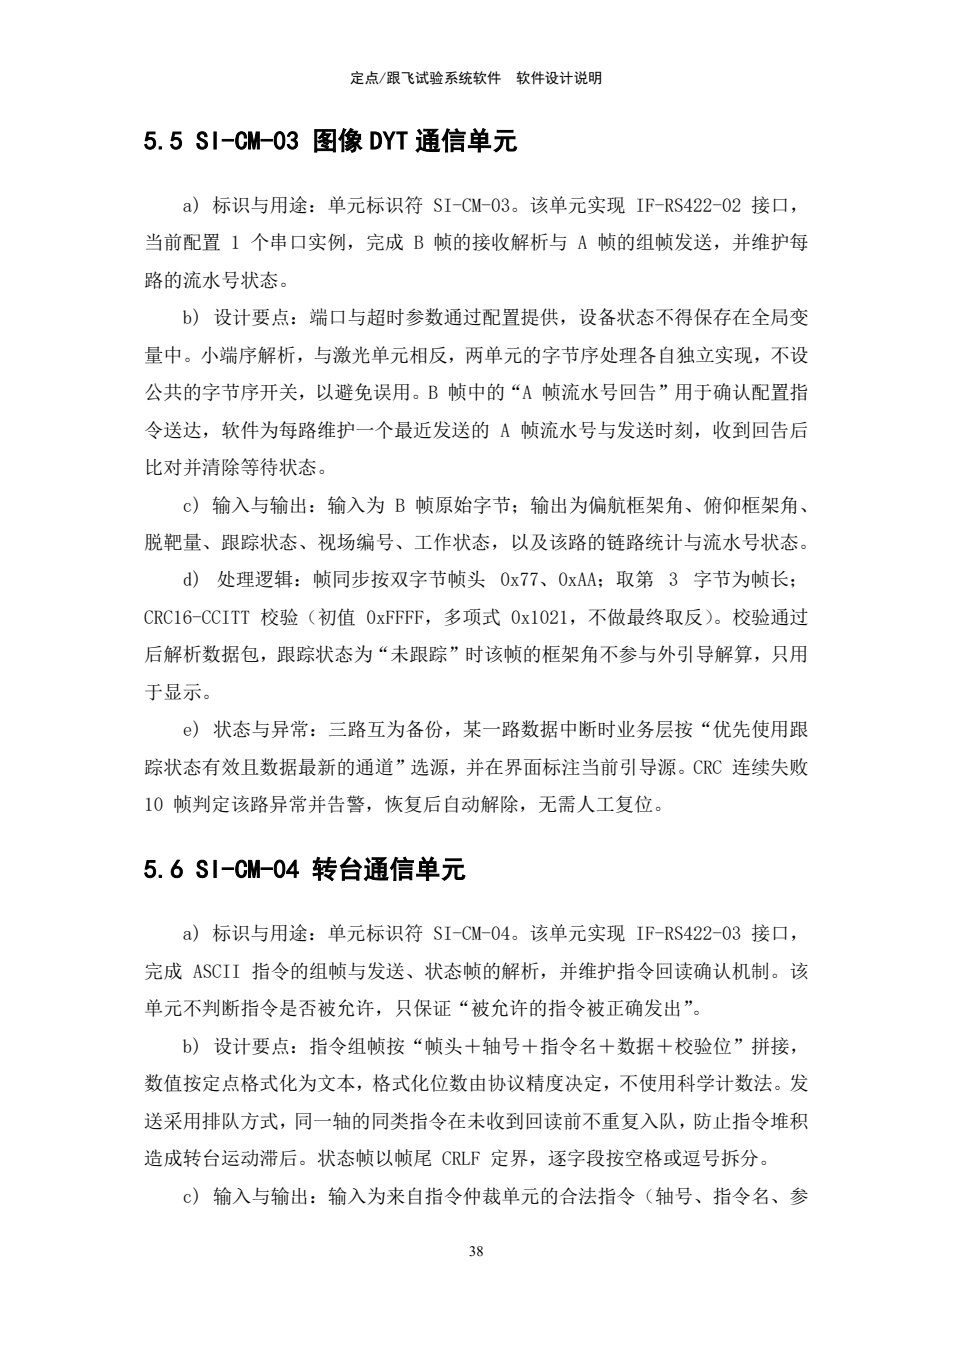 定点/跟飞试验系统软件　软件设计说明
5.5 SI-CM-03 图像 DYT 通信单元
a) 标识与用途：单元标识符 SI-CM-03。该单元实现 IF-RS422-02 接口，
当前配置 1 个串口实例，完成 B 帧的接收解析与 A 帧的组帧发送，并维护每
路的流水号状态。
b) 设计要点：端口与超时参数通过配置提供，设备状态不得保存在全局变
量中。小端序解析，与激光单元相反，两单元的字节序处理各自独立实现，不设
公共的字节序开关，以避免误用。B 帧中的“A 帧流水号回告”用于确认配置指
令送达，软件为每路维护一个最近发送的 A 帧流水号与发送时刻，收到回告后
比对并清除等待状态。
c) 输入与输出：输入为 B 帧原始字节；输出为偏航框架角、俯仰框架角、
脱靶量、跟踪状态、视场编号、工作状态，以及该路的链路统计与流水号状态。
d) 处理逻辑：帧同步按双字节帧头 0x77、0xAA；取第 3 字节为帧长；
CRC16-CCITT 校验（初值 0xFFFF，多项式 0x1021，不做最终取反）。校验通过
后解析数据包，跟踪状态为“未跟踪”时该帧的框架角不参与外引导解算，只用
于显示。
e) 状态与异常：三路互为备份，某一路数据中断时业务层按“优先使用跟
踪状态有效且数据最新的通道”选源，并在界面标注当前引导源。CRC 连续失败
10 帧判定该路异常并告警，恢复后自动解除，无需人工复位。
5.6 SI-CM-04 转台通信单元
a) 标识与用途：单元标识符 SI-CM-04。该单元实现 IF-RS422-03 接口，
完成 ASCII 指令的组帧与发送、状态帧的解析，并维护指令回读确认机制。该
单元不判断指令是否被允许，只保证“被允许的指令被正确发出”。
b) 设计要点：指令组帧按“帧头＋轴号＋指令名＋数据＋校验位”拼接，
数值按定点格式化为文本，格式化位数由协议精度决定，不使用科学计数法。发
送采用排队方式，同一轴的同类指令在未收到回读前不重复入队，防止指令堆积
造成转台运动滞后。状态帧以帧尾 CRLF 定界，逐字段按空格或逗号拆分。
c) 输入与输出：输入为来自指令仲裁单元的合法指令（轴号、指令名、参
38